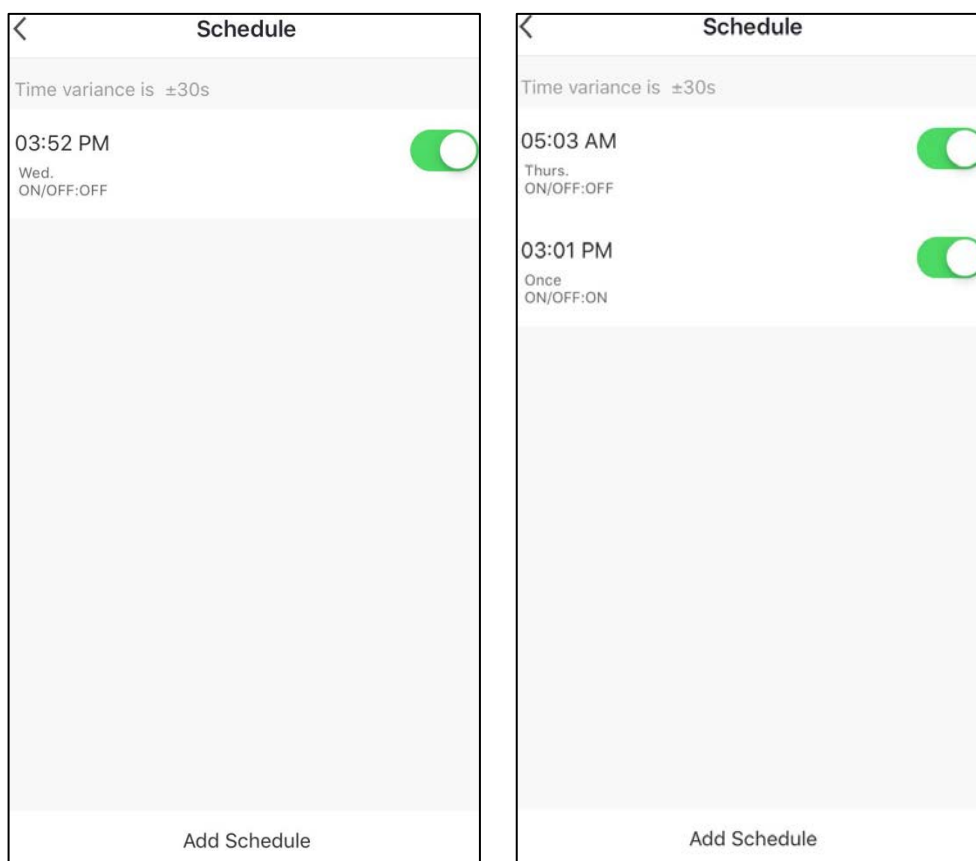 Schedule
Time variance is ±30s
03:52 PM
Wed.
ON/OFF:OFF
Add Schedule
Schedule
Time variance is ±30s
05:03 AM
Thurs.
ON/OFF:OFF
03:01 PM
Once
ON/OFF:ON
Add Schedule